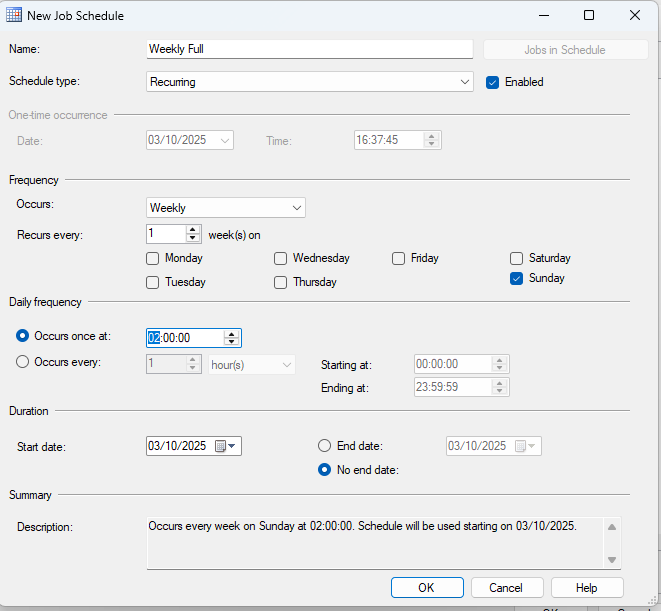 New Job Schedule
Name: Weekly Full Jobs in Schedule
Schedule type: Recurring Enabled
One-time occurrence
Date: 03/10/2025 Time: 16:37:45
Frequency
Occurs: Weekly
Recurs every: 1 week(s) on
Monday Wednesday Friday Saturday
Tuesday Thursday Sunday
Daily frequency
Occurs once at: 02:00:00
Occurs every: 1 hour(s) Starting at: 00:00:00
Ending at: 23:59:59
Duration
Start date: 03/10/2025 End date: 03/10/2025
No end date:
Summary
Description: Occurs every week on Sunday at 02:00:00. Schedule will be used starting on 03/10/2025.
OK Cancel Help